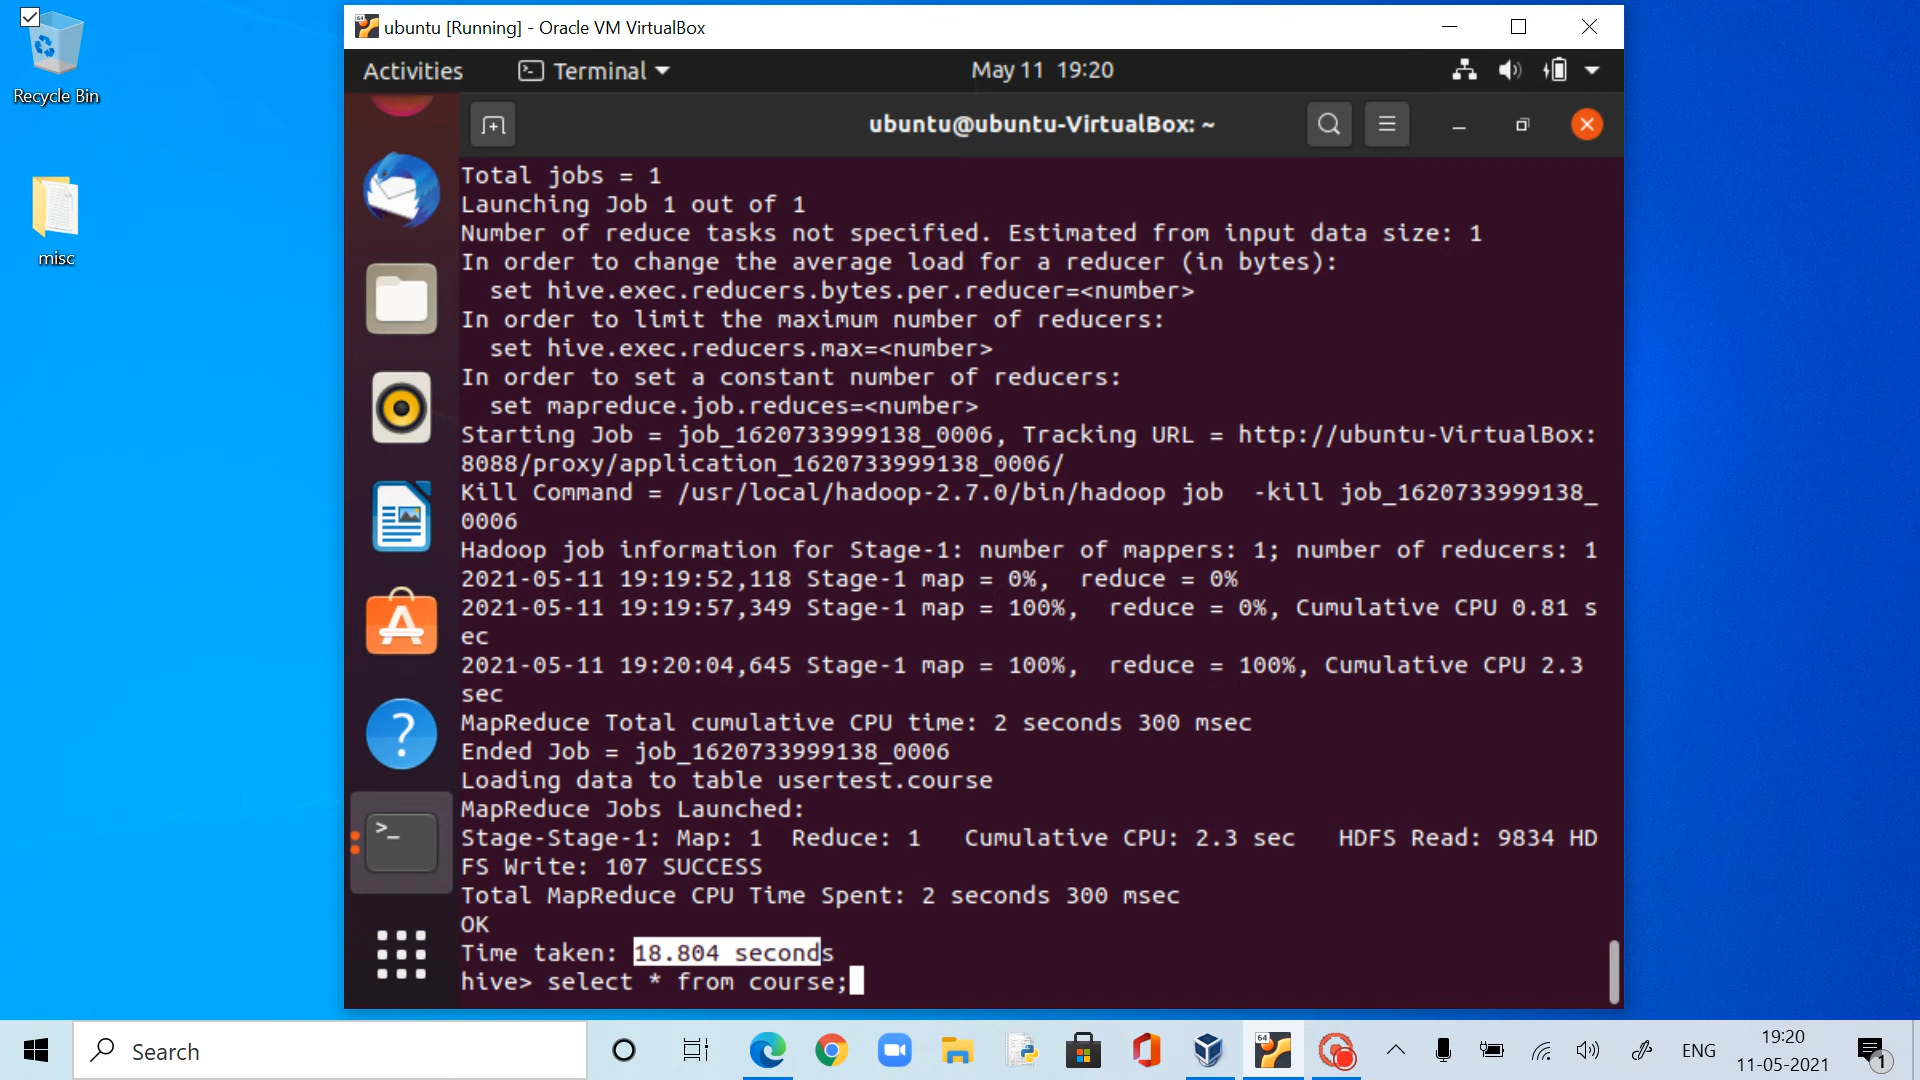 Recycle Bin
misc
ubuntu [Running] - Oracle VM VirtualBox
Activities
Terminal
May 11 19:20
ubuntu@ubuntu-VirtualBox: ~
Total jobs = 1
Launching Job 1 out of 1
Number of reduce tasks not specified. Estimated from input data size: 1
In order to change the average load for a reducer (in bytes):
set hive.exec.reducers.bytes.per.reducer=<number>
In order to limit the maximum number of reducers:
set hive.exec.reducers.max=<number>
In order to set a constant number of reducers:
set mapreduce.job.reduces=<number>
Starting Job = job_1620733999138_0006, Tracking URL = http://ubuntu-VirtualBox:
8088/proxy/application_1620733999138_0006/
Kill Command = /usr/local/hadoop-2.7.0/bin/hadoop job  -kill job_1620733999138_
0006
Hadoop job information for Stage-1: number of mappers: 1; number of reducers: 1
2021-05-11 19:19:52,118 Stage-1 map = 0%,  reduce = 0%
2021-05-11 19:19:57,349 Stage-1 map = 100%,  reduce = 0%, Cumulative CPU 0.81 s
ec
2021-05-11 19:20:04,645 Stage-1 map = 100%,  reduce = 100%, Cumulative CPU 2.3
sec
MapReduce Total cumulative CPU time: 2 seconds 300 msec
Ended Job = job_1620733999138_0006
Loading data to table usertest.course
MapReduce Jobs Launched:
Stage-Stage-1: Map: 1  Reduce: 1   Cumulative CPU: 2.3 sec   HDFS Read: 9834 HD
FS Write: 107 SUCCESS
Total MapReduce CPU Time Spent: 2 seconds 300 msec
OK
Time taken: 18.804 seconds
hive> select * from course;
Search
64
ENG
19:20
11-05-2021
1